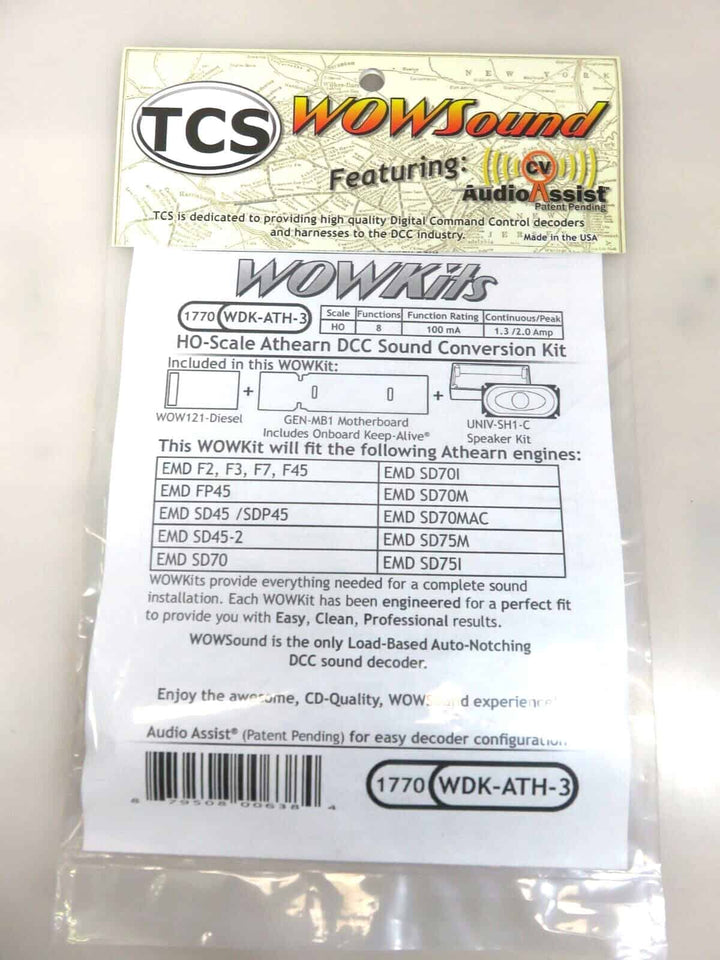 TCS WOWSound
Featuring: CV
AudioAssist
Patent Pending
TCS is dedicated to providing high quality Digital Command Control decoders
and harnesses to the DCC industry.
Made in the USA
NEW YORK
WOWKits
1770 WDK-ATH-3
Scale Functions Function Rating Continuous/Peak
HO 8 100 mA 1.3 /2.0 Amp
HO-Scale Athearn DCC Sound Conversion Kit
Included in this WOWKit:
+ +
WOW121-Diesel GEN-MB1 Motherboard UNIV-SH1-C
Includes Onboard Keep-Alive® Speaker Kit
This WOWKit will fit the following Athearn engines:
EMD F2, F3, F7, F45 EMD SD70I
EMD FP45 EMD SD70M
EMD SD45 /SDP45 EMD SD70MAC
EMD SD45-2 EMD SD75M
EMD SD70 EMD SD75I
WOWKits provide everything needed for a complete sound
installation. Each WOWKit has been engineered for a perfect fit
to provide you with Easy, Clean, Professional results.
WOWSound is the only Load-Based Auto-Notching
DCC sound decoder.
Enjoy the awesome, CD-Quality, WOWSound experience
Audio Assist® (Patent Pending) for easy decoder configuration.
6 79508 00638 4
1770 WDK-ATH-3